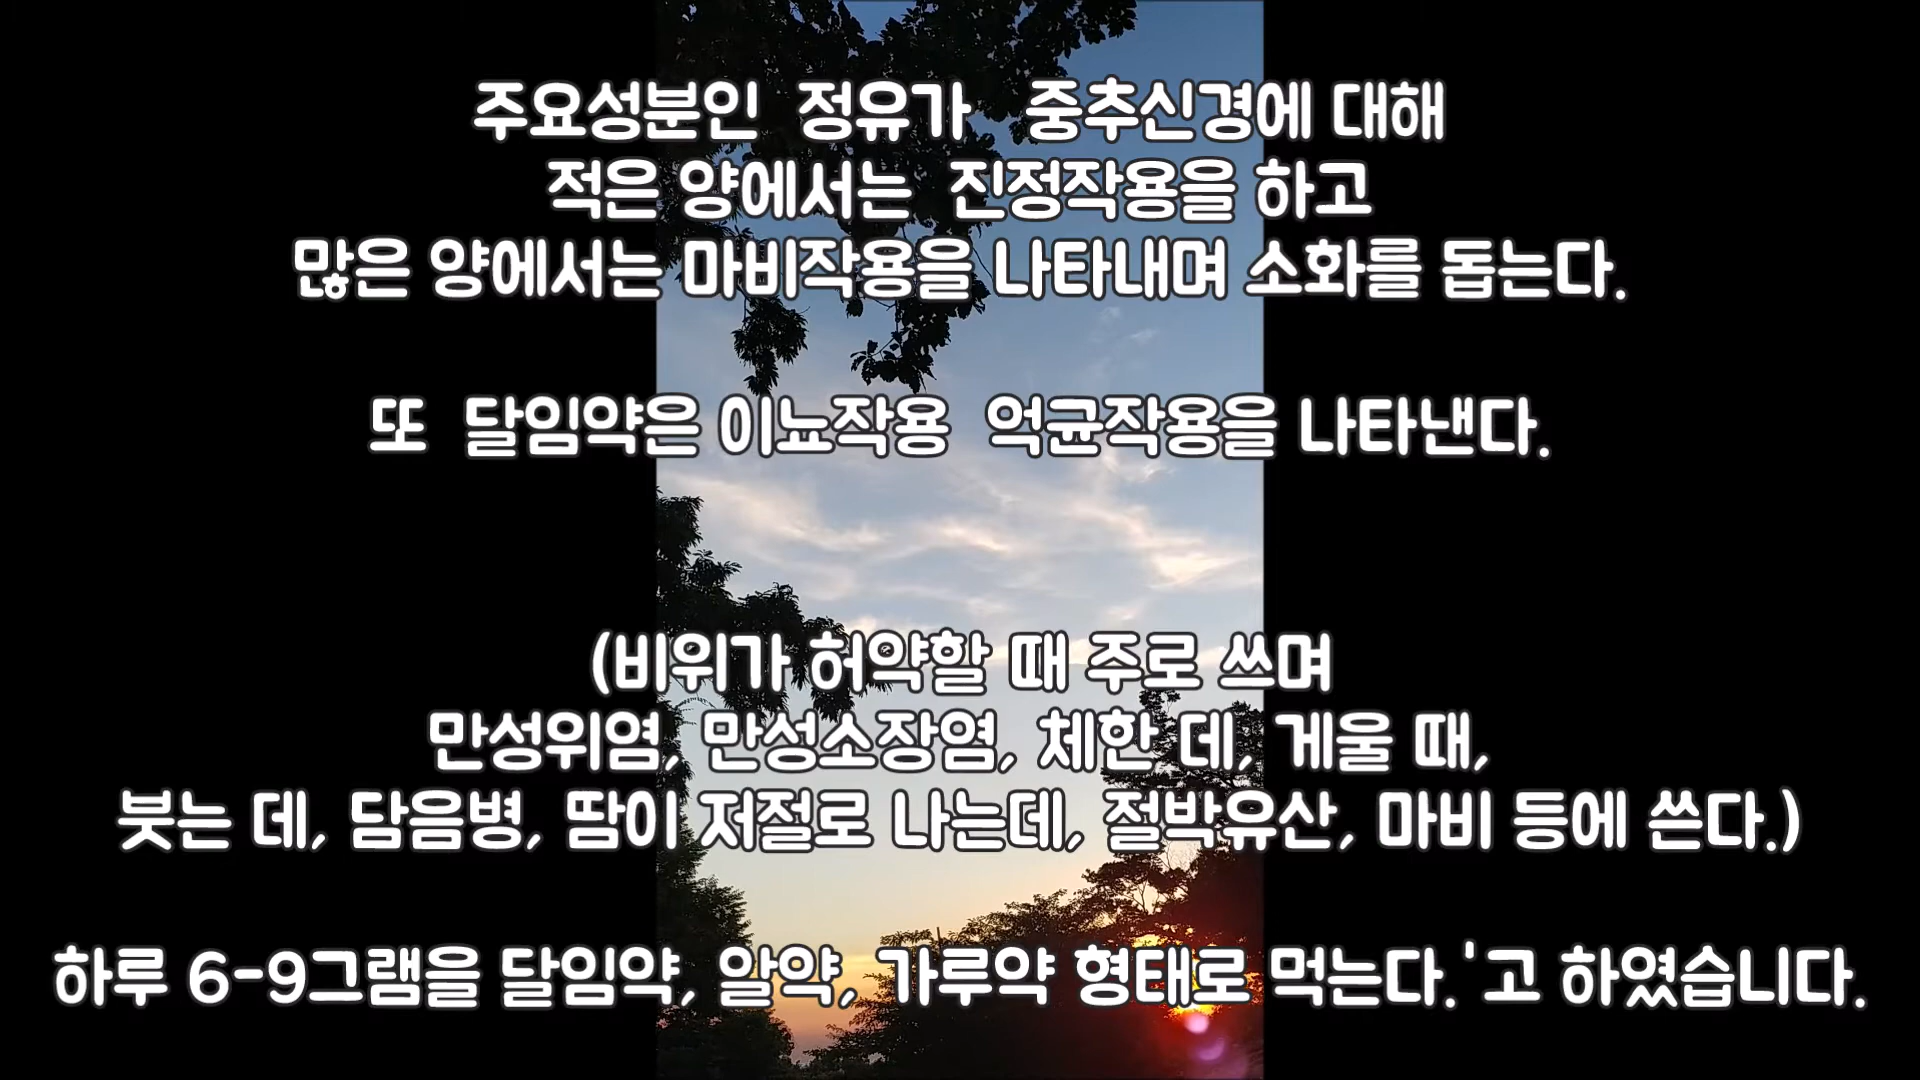 주요성분인 정유가 중추신경에 대해
적은 양에서는 진정작용을 하고
많은 양에서는 마비작용을 나타내며 소화를 돕는다.
또 달임약은 이뇨작용 억균작용을 나타낸다.
(비위가 허약할 때 주로 쓰며
만성위염, 만성소장염, 체한 데, 게울 때,
붓는 데, 담음병, 땀이 저절로 나는데, 절박유산, 마비 등에 쓴다.)
하루 6-9그램을 달임약, 알약, 가루약 형태로 먹는다.'고 하였습니다.